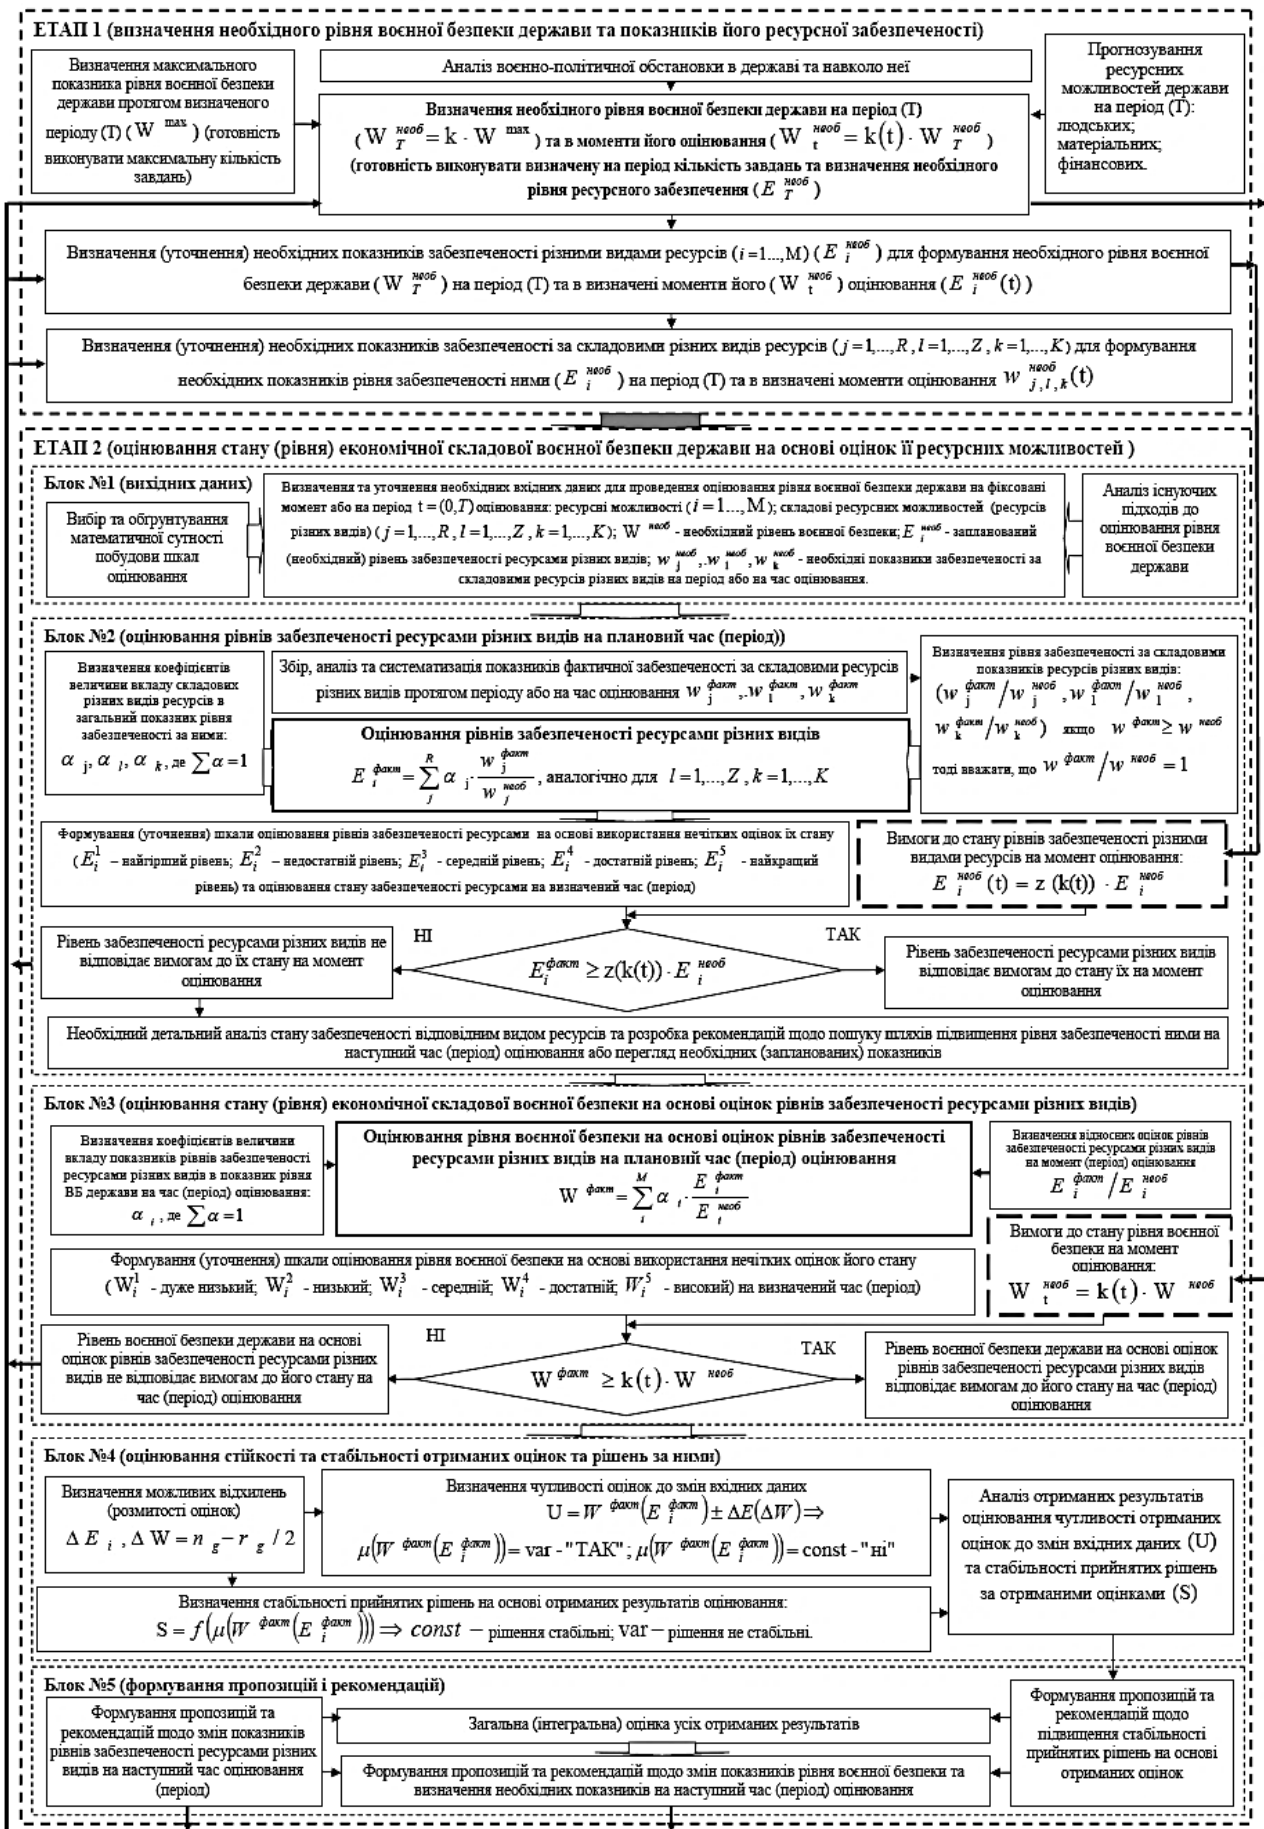 ЕТАП 1 (визначення необхідного рівня воєнної безпеки держави та показників його ресурсної забезпеченості)
Визначення максимального
показника рівня воєнної безпеки
держави протягом визначеного
періоду (Т) ( W max ) (готовність
виконувати максимальну кількість
завдань)
Аналіз воєнно-політичної обстановки в державі та навколо неї
Визначення необхідного рівня воєнної безпеки держави на період (Т)
( W T необ = k · W max ) та в моменти його оцінювання ( W t необ = k(t) · W T необ )
(готовність виконувати визначену на період кількість завдань та визначення необхідного
рівня ресурсного забезпечення ( E T необ )
Прогнозування
ресурсних
можливостей держави
на період (Т):
людських;
матеріальних;
фінансових.
Визначення (уточнення) необхідних показників забезпеченості різними видами ресурсів ( i =1...,M) ( E i необ ) для формування необхідного рівня воєнної
безпеки держави ( W T необ ) на період (Т) та в визначені моменти його ( W t необ ) оцінювання ( E i необ (t) )
Визначення (уточнення) необхідних показників забезпеченості за складовими різних видів ресурсів ( j =1,...,R , l =1,...,Z , k =1,...,K ) для формування
необхідних показників рівня забезпеченості ними ( E i необ ) на період (Т) та в визначені моменти оцінювання w j,l,k необ (t)
ЕТАП 2 (оцінювання стану (рівня) економічної складової воєнної безпеки держави на основі оцінок її ресурсних можливостей )
Блок №1 (вихідних даних)
Вибір та обґрунтування
математичної сутності
побудови шкал
оцінювання
Визначення та уточнення необхідних вхідних даних для проведення оцінювання рівня воєнної безпеки держави на фіксовані
момент або на період t = (0,T) оцінювання: ресурсні можливості ( i = 1..., M ); складові ресурсних можливостей (ресурсів
різних видів) ( j = 1,..., R , l = 1,..., Z , k = 1,..., K ); W необ - необхідний рівень воєнної безпеки; E i необ - запланований
(необхідний) рівень забезпеченості ресурсами різних видів; w j необ , w l необ , w k необ - необхідні показники забезпеченості за
складовими ресурсів різних видів на період або на час оцінювання.
Аналіз існуючих
підходів до
оцінювання рівня
воєнної безпеки
держави
Блок №2 (оцінювання рівнів забезпеченості ресурсами різних видів на плановий час (період))
Визначення коефіцієнтів
величини вкладу складових
різних видів ресурсів в
загальний показник рівня
забезпеченості за ними:
α j, α l, α k, де ∑α =1
Збір, аналіз та систематизація показників фактичної забезпеченості за складовими ресурсів
різних видів протягом періоду або на час оцінювання w j факт , w l факт , w k факт
Оцінювання рівнів забезпеченості ресурсами різних видів
E i факт = ∑ j R α j · w j факт / w j необ , аналогічно для l = 1,..., Z , k = 1,..., K
Визначення рівня забезпеченості за складовими
показників ресурсів різних видів:
(w j факт / w j необ , w l факт / w l необ ,
w k факт / w k необ ) якщо w факт ≥ w необ
тоді вважати, що w факт / w необ = 1
Формування (уточнення) шкали оцінювання рівнів забезпеченості ресурсами на основі використання нечітких оцінок їх стану
( E i 1 – найгірший рівень; E i 2 – недостатній рівень; E i 3 - середній рівень; E i 4 - достатній рівень; E i 5 - найкращий
рівень) та оцінювання стану забезпеченості ресурсами на визначений час (період)
Вимоги до стану рівнів забезпеченості різними
видами ресурсів на момент оцінювання:
E i необ (t) = z (k(t)) · E i необ
НІ
ТАК
Рівень забезпеченості ресурсами різних видів не
відповідає вимогам до їх стану на момент
оцінювання
E i факт ≥ z(k(t)) · E i необ
Рівень забезпеченості ресурсами різних видів
відповідає вимогам до стану їх на момент
оцінювання
Необхідний детальний аналіз стану забезпеченості відповідним видом ресурсів та розробка рекомендацій щодо пошуку шляхів підвищення рівня забезпеченості ними на
наступний час (період) оцінювання або перегляд необхідних (запланованих) показників
Блок №3 (оцінювання стану (рівня) економічної складової воєнної безпеки на основі оцінок рівнів забезпеченості ресурсами різних видів)
Визначення коефіцієнтів величини
вкладу показників рівнів забезпеченості
ресурсами різних видів в показник рівня
ВБ держави на час (період) оцінювання:
α i , де ∑α =1
Оцінювання рівня воєнної безпеки на основі оцінок рівнів забезпеченості
ресурсами різних видів на плановий час (період) оцінювання
W факт = ∑ i M α i · E i факт / E i необ
Визначення відносних оцінок рівнів
забезпеченості ресурсами різних видів
на момент (період) оцінювання
E i факт / E i необ
Формування (уточнення) шкали оцінювання рівня воєнної безпеки на основі використання нечітких оцінок його стану
( W i 1 - дуже низький; W i 2 - низький; W i 3 - середній; W i 4 - достатній; W i 5 - високий) на визначений час (період)
Вимоги до стану рівня воєнної
безпеки на момент
оцінювання:
W t необ = k (t) · W необ
НІ
ТАК
Рівень воєнної безпеки держави на основі
оцінок рівнів забезпеченості ресурсами різних
видів не відповідає вимогам до його стану на
час (період) оцінювання
W факт ≥ k(t) · W необ
Рівень воєнної безпеки держави на основі оцінок
рівнів забезпеченості ресурсами різних видів
відповідає вимогам до його стану на час (період)
оцінювання
Блок №4 (оцінювання стійкості та стабільності отриманих оцінок та рішень за ними)
Визначення можливих відхилень
(розмитості оцінок)
Δ E i , Δ W = n g – r g / 2
Визначення чутливості оцінок до змін вхідних даних
U = W факт (E i факт) ± ΔE(ΔW) ⇒
μ(W факт (E i факт)) = var - "ТАК" ; μ(W факт (E i факт)) = const - "ні"
Аналіз отриманих результатів
оцінювання чутливості отриманих
оцінок до змін вхідних даних (U)
та стабільності прийнятих рішень
за отриманими оцінками (S)
Визначення стабільності прийнятих рішень на основі отриманих результатів оцінювання:
S = f(μ(W факт (E i факт))) ⇒ const – рішення стабільні; var – рішення не стабільні.
Блок №5 (формування пропозицій і рекомендацій)
Формування пропозицій та
рекомендацій щодо змін показників
рівнів забезпеченості ресурсами різних
видів на наступний час оцінювання
(період)
Загальна (інтегральна) оцінка усіх отриманих результатів
Формування пропозицій та рекомендацій щодо змін показників рівня воєнної безпеки та
визначення необхідних показників на наступний час (період) оцінювання
Формування пропозицій та
рекомендацій щодо
підвищення стабільності
прийнятих рішень на основі
отриманих оцінок